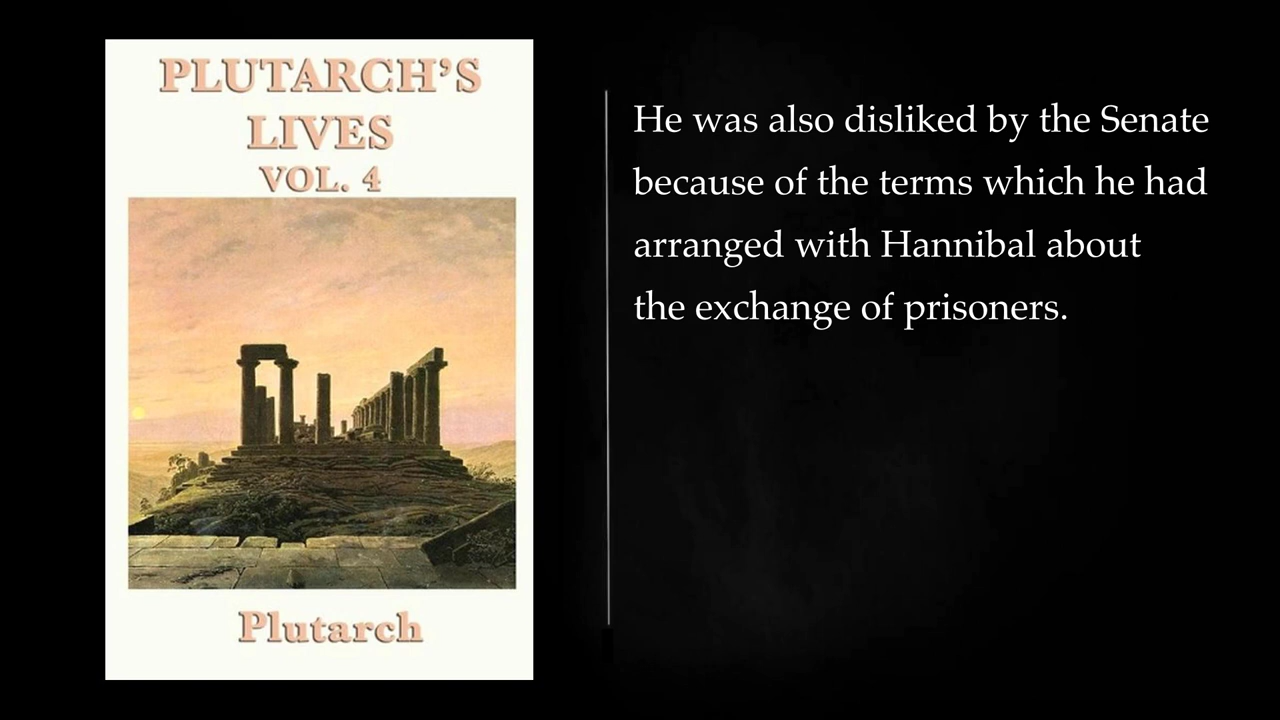 PLUTARCH'S
LIVES
VOL. 4
Plutarch
He was also disliked by the Senate
because of the terms which he had
arranged with Hannibal about
the exchange of prisoners.